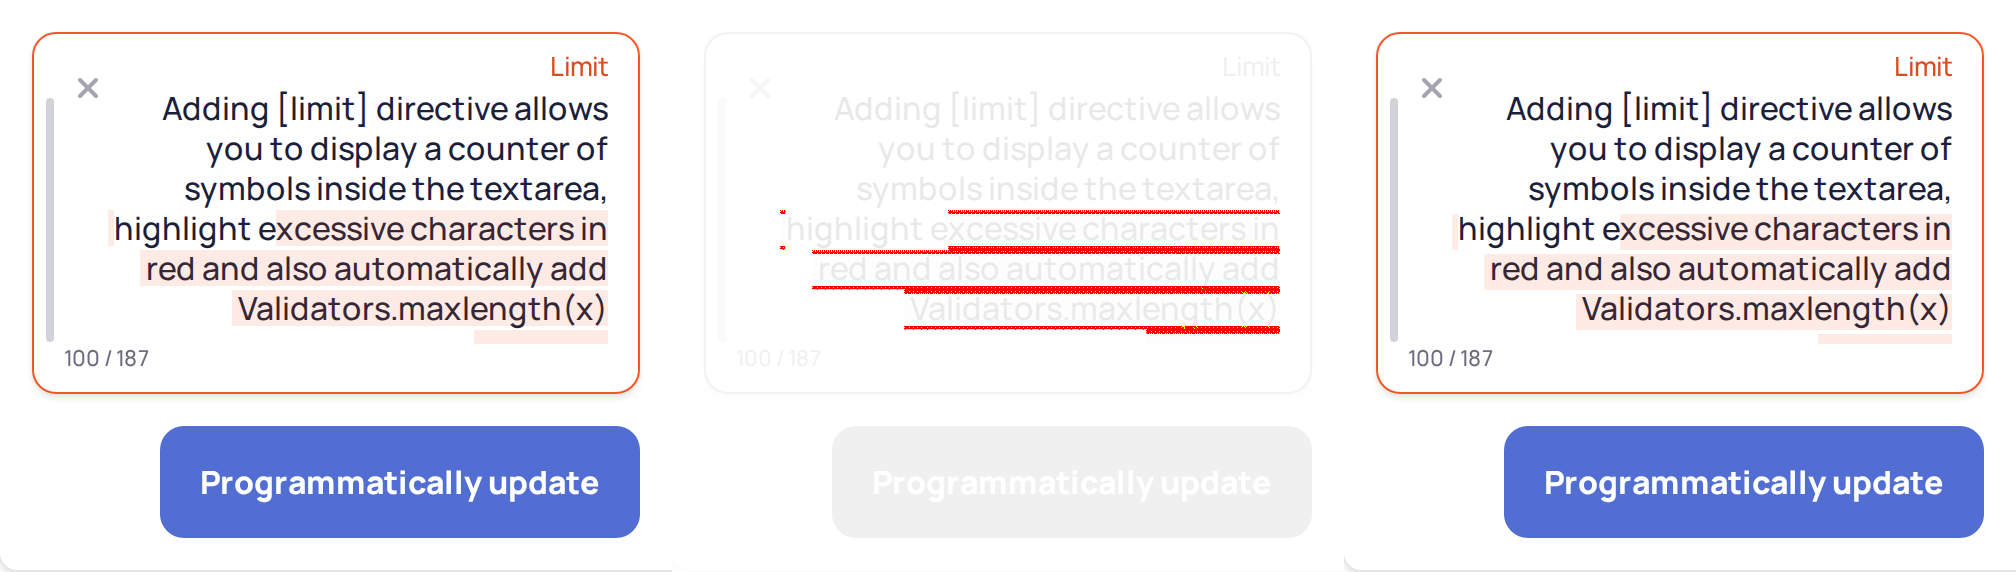 Limit
Adding [limit] directive allows
you to display a counter of
symbols inside the textarea,
highlight excessive characters in
red and also automatically add
Validators.maxlength(x)
100 / 187
Programmatically update
Limit
Adding [limit] directive allows
you to display a counter of
symbols inside the textarea,
highlight excessive characters in
red and also automatically add
Validators.maxlength(x)
100 / 187
Programmatically update
Limit
Adding [limit] directive allows
you to display a counter of
symbols inside the textarea,
highlight excessive characters in
red and also automatically add
Validators.maxlength(x)
100 / 187
Programmatically update